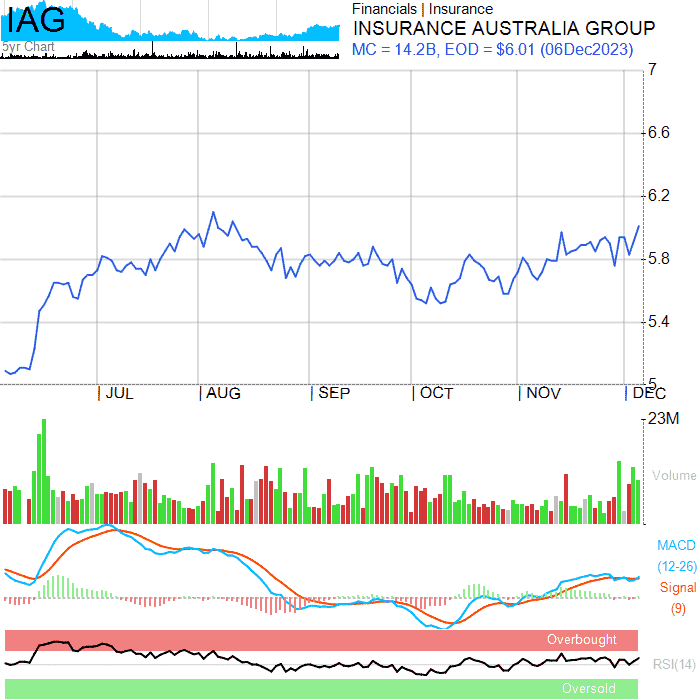 IAG
5yr Chart
Financials | Insurance
INSURANCE AUSTRALIA GROUP
MC = 14.2B, EOD = $6.01 (06Dec2023)
7
6.6
6.2
5.8
5.4
5
| JUL | AUG | SEP | OCT | NOV | DEC
23M
Volume
MACD
(12-26)
Signal
(9)
Overbought
RSI(14)
Oversold